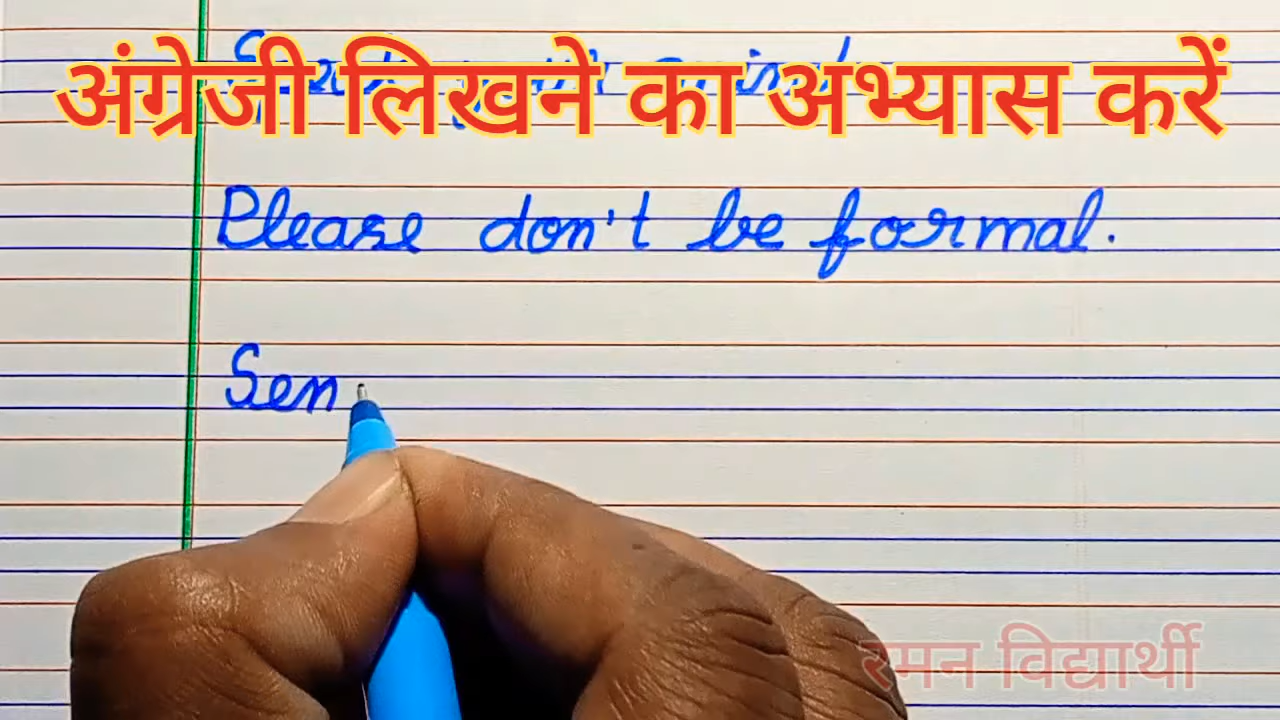 अंग्रेजी लिखने का अभ्यास करें
Please don't be formal.
Sen
रमन विद्यार्थी